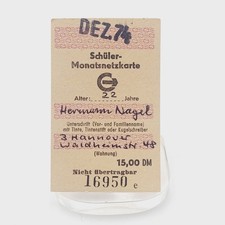 DEZ. 74
Schüler-
Monatsnetzkarte
Alter: 22 Jahre
Hermann Nagel
Unterschrift (Vor- und Familienname)
mit Tinte, Tintenstift oder Kugelschreiber
3 Hannover
Waldheimstr. 48
(Wohnung)
15,00 DM
Nicht übertragbar
16950 e